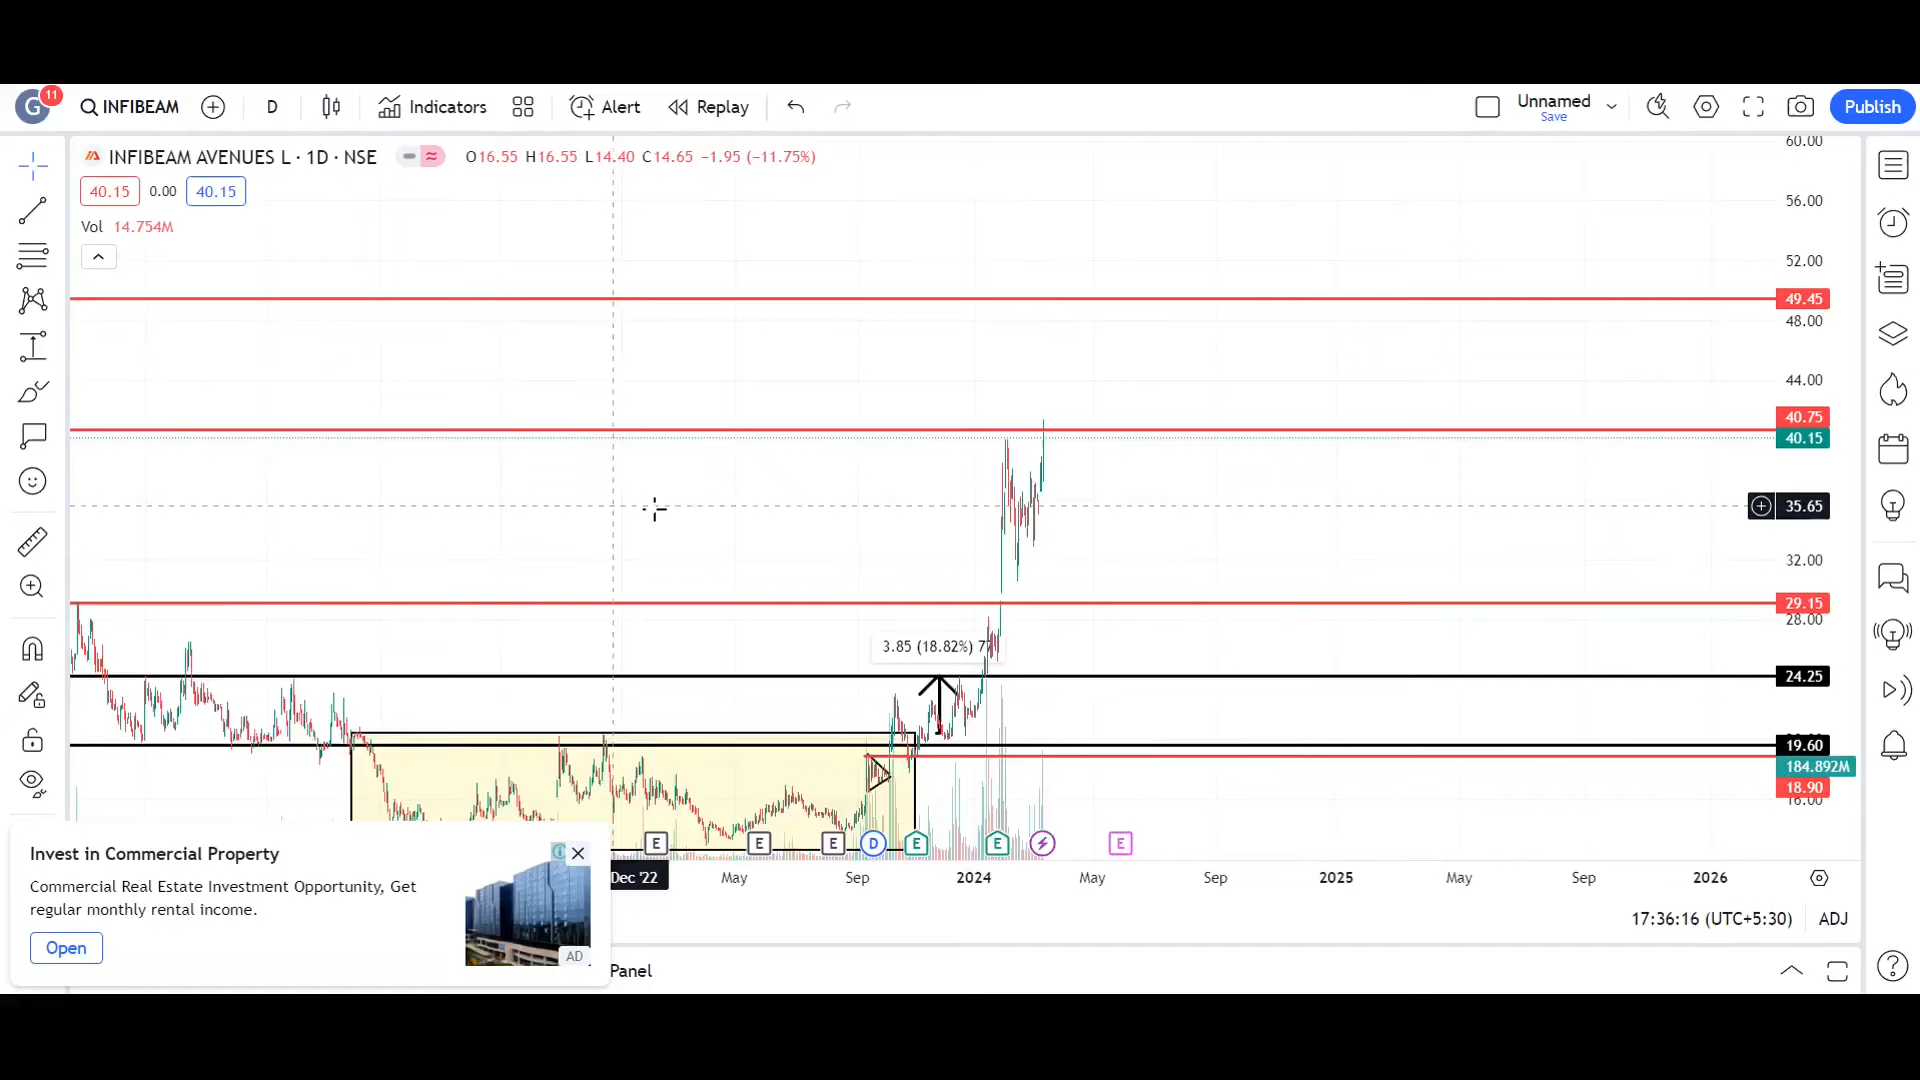 G 11 INFIBEAM D Indicators Alert Replay Unnamed Save Publish
INFIBEAM AVENUES L · 1D · NSE O16.55 H16.55 L14.40 C14.65 −1.95 (−11.75%)
40.15 0.00 40.15
Vol 14.754M
60.00
56.00
52.00
49.45
48.00
44.00
40.75
40.15
35.65
32.00
29.15
28.00
3.85 (18.82%) 77
24.25
19.60
184.892M
18.90
16.00
E E E D E E E
Dec '22 May Sep 2024 May Sep 2025 May Sep 2026
17:36:16 (UTC+5:30) ADJ
Panel
Invest in Commercial Property
Commercial Real Estate Investment Opportunity, Get
regular monthly rental income.
Open
AD